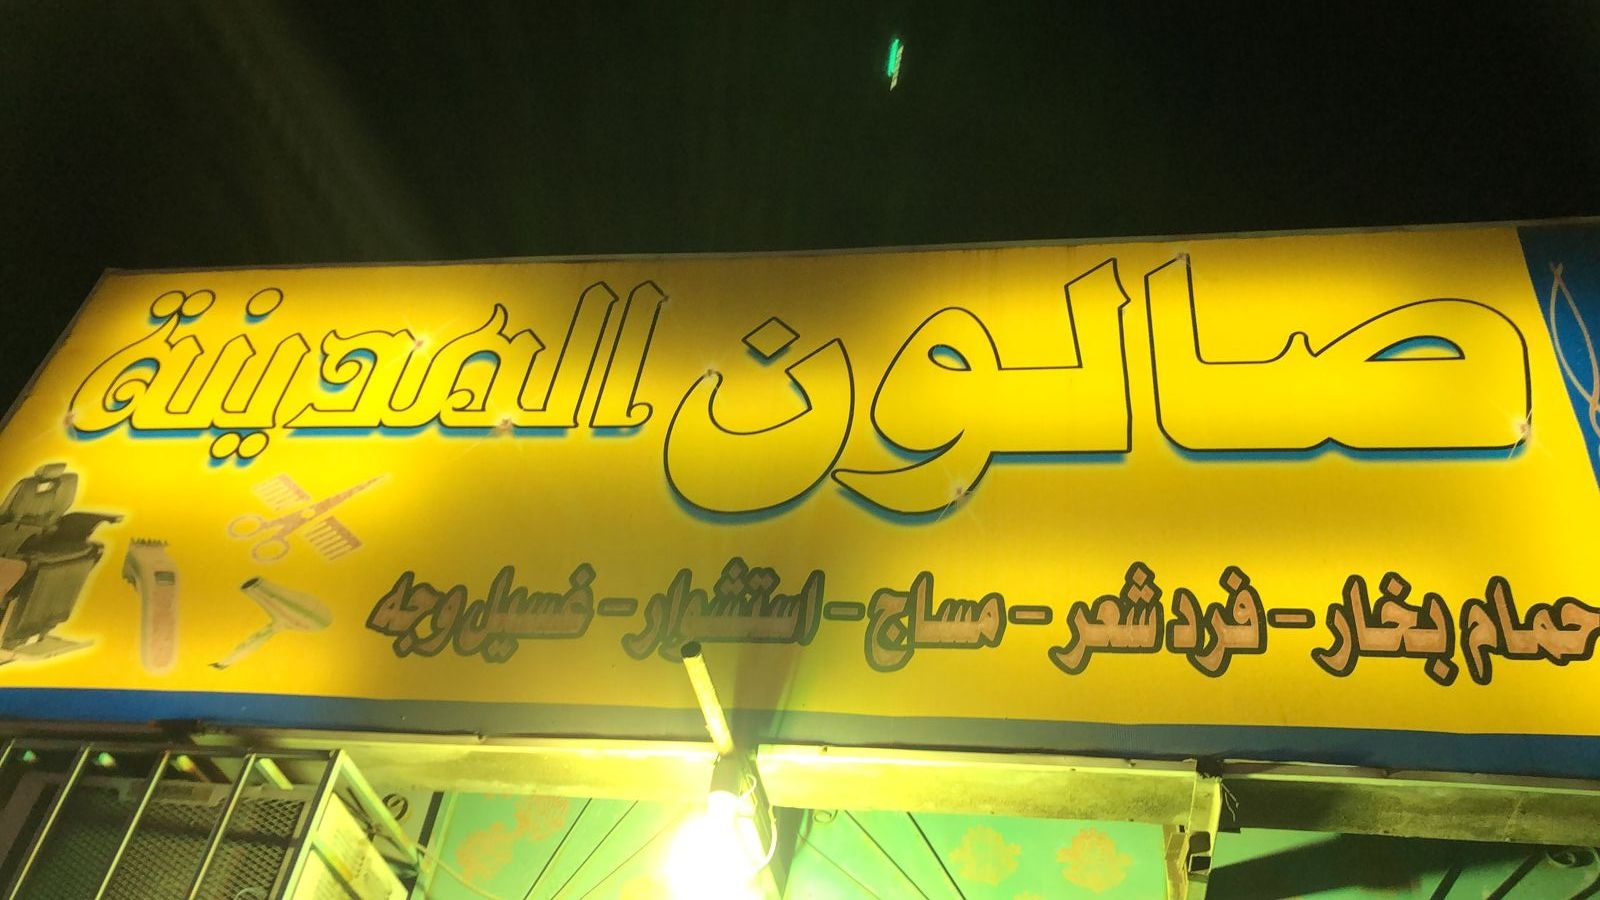 صالون المدينة
حمام بخار - فرد شعر - مساج - استشوار - غسيل وجه